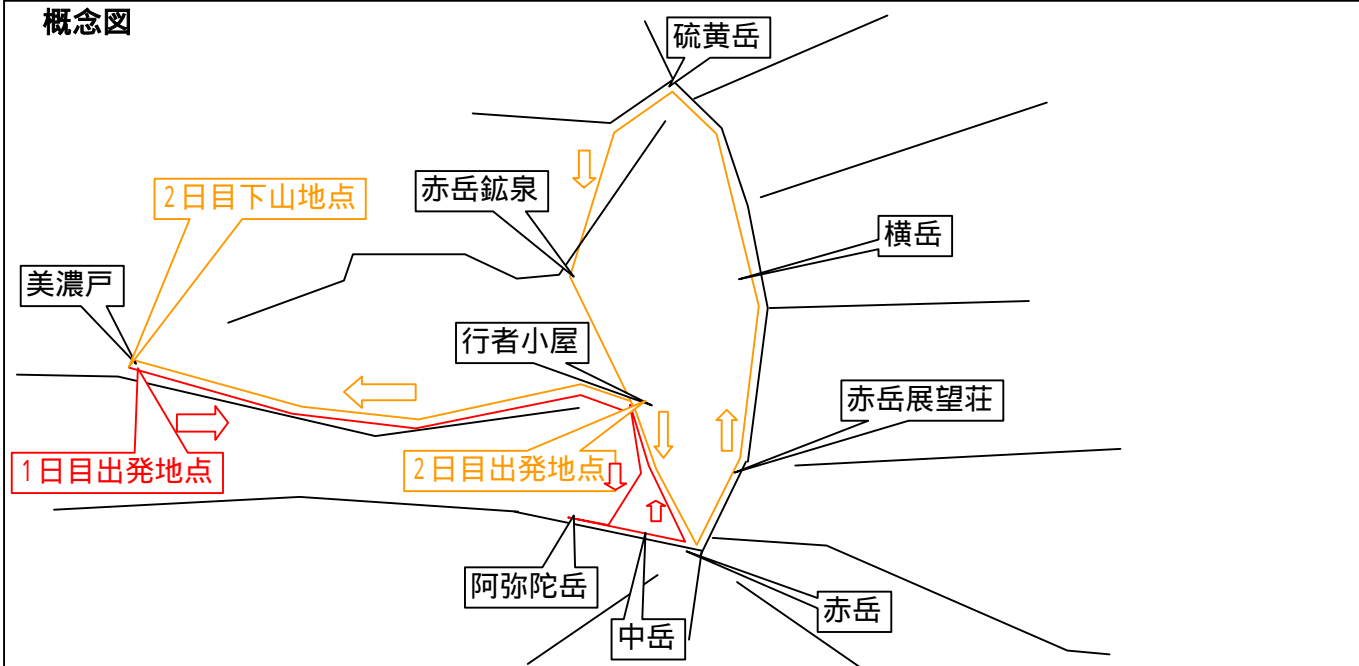 概念図
硫黄岳
2日目下山地点
赤岳鉱泉
横岳
美濃戸
行者小屋
赤岳展望荘
1日目出発地点
2日目出発地点
阿弥陀岳
赤岳
中岳